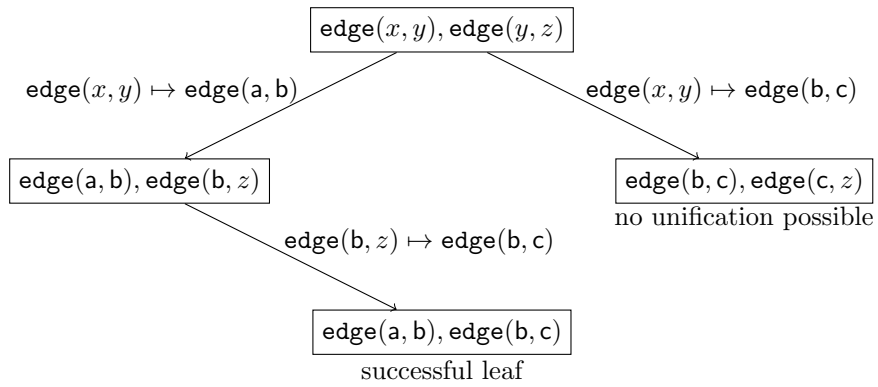 edge(x, y), edge(y, z)
edge(x, y) ↦ edge(a, b)
edge(x, y) ↦ edge(b, c)
edge(a, b), edge(b, z)
edge(b, c), edge(c, z)
no unification possible
edge(b, z) ↦ edge(b, c)
edge(a, b), edge(b, c)
successful leaf